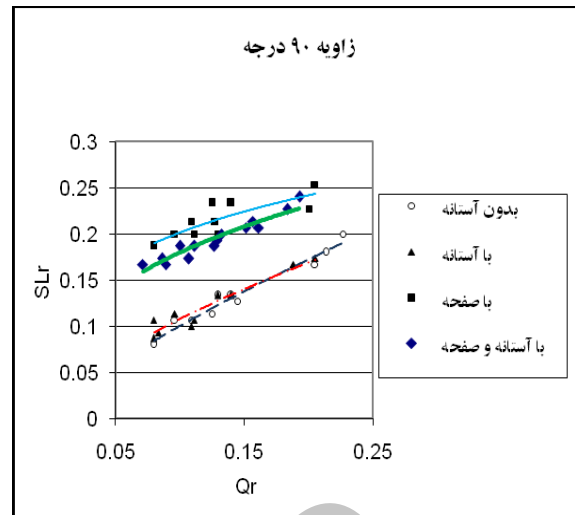 زاویه ۹۰ درجه
0.3
0.25
0.2
0.15
0.1
0.05
0
SLr
0.05 0.15 0.25
Qr
بدون آستانه
با آستانه
با صفحه
با آستانه و صفحه